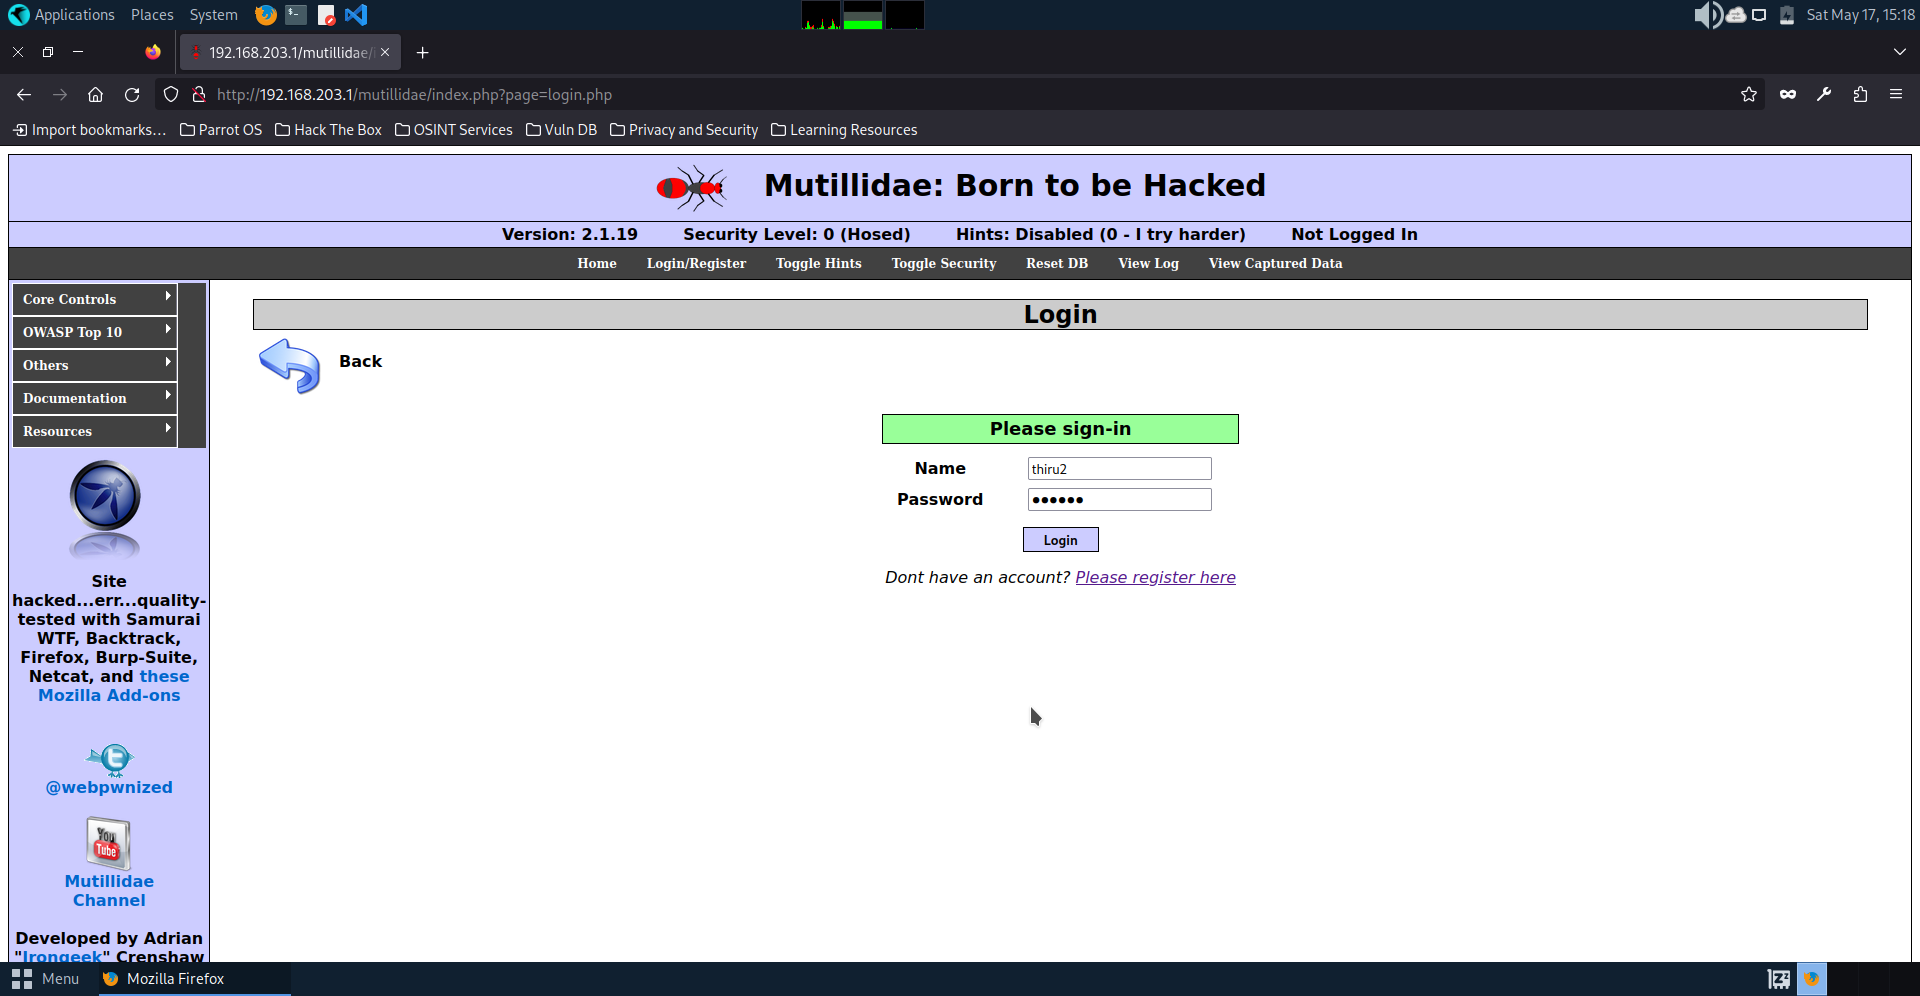 Applications Places System Sat May 17, 15:18
192.168.203.1/mutillidae/
http://192.168.203.1/mutillidae/index.php?page=login.php
Import bookmarks... Parrot OS Hack The Box OSINT Services Vuln DB Privacy and Security Learning Resources
Mutillidae: Born to be Hacked
Version: 2.1.19 Security Level: 0 (Hosed) Hints: Disabled (0 - I try harder) Not Logged In
Home Login/Register Toggle Hints Toggle Security Reset DB View Log View Captured Data
Core Controls
OWASP Top 10
Others
Documentation
Resources
Site
hacked...err...quality-
tested with Samurai
WTF, Backtrack,
Firefox, Burp-Suite,
Netcat, and these
Mozilla Add-ons
@webpwnized
You
Tube
Mutillidae
Channel
Developed by Adrian
"Irongeek" Crenshaw
Login
Back
Please sign-in
Name thiru2
Password ••••••
Login
Dont have an account? Please register here
Menu Mozilla Firefox